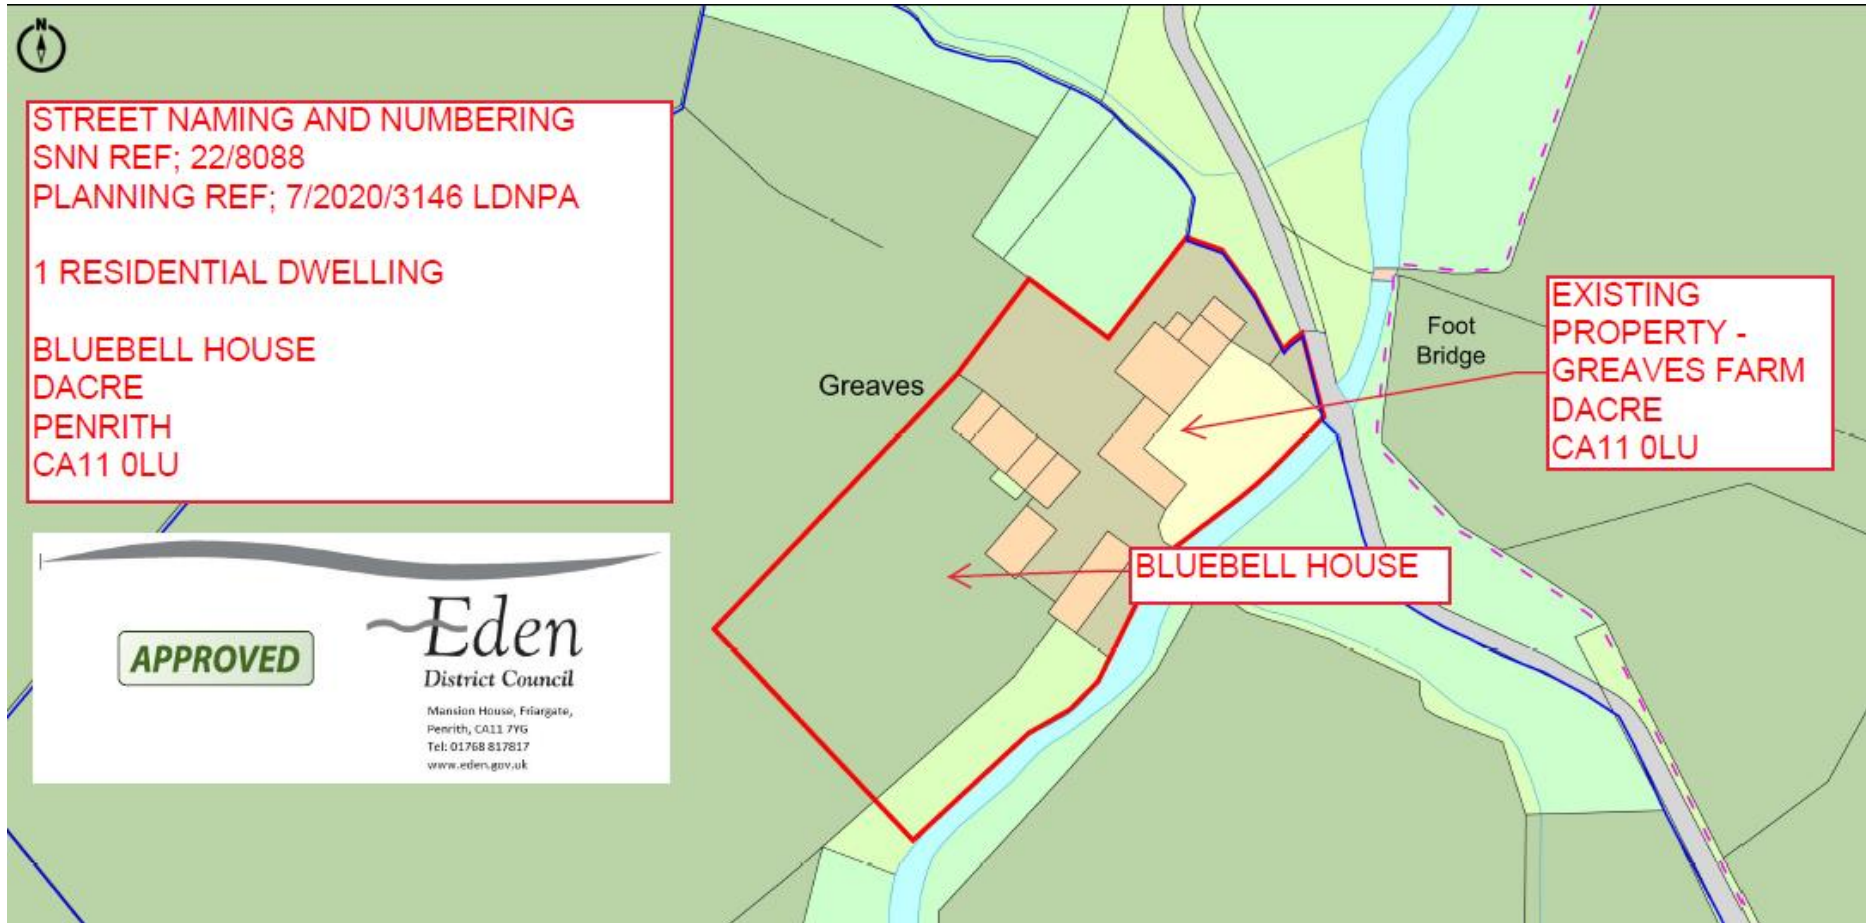 N
STREET NAMING AND NUMBERING
SNN REF; 22/8088
PLANNING REF; 7/2020/3146 LDNPA
1 RESIDENTIAL DWELLING
BLUEBELL HOUSE
DACRE
PENRITH
CA11 0LU
APPROVED
Eden
District Council
Mansion House, Friargate,
Penrith, CA11 7YG
Tel: 01768 817817
www.eden.gov.uk
Greaves
Foot
Bridge
EXISTING
PROPERTY -
GREAVES FARM
DACRE
CA11 0LU
BLUEBELL HOUSE